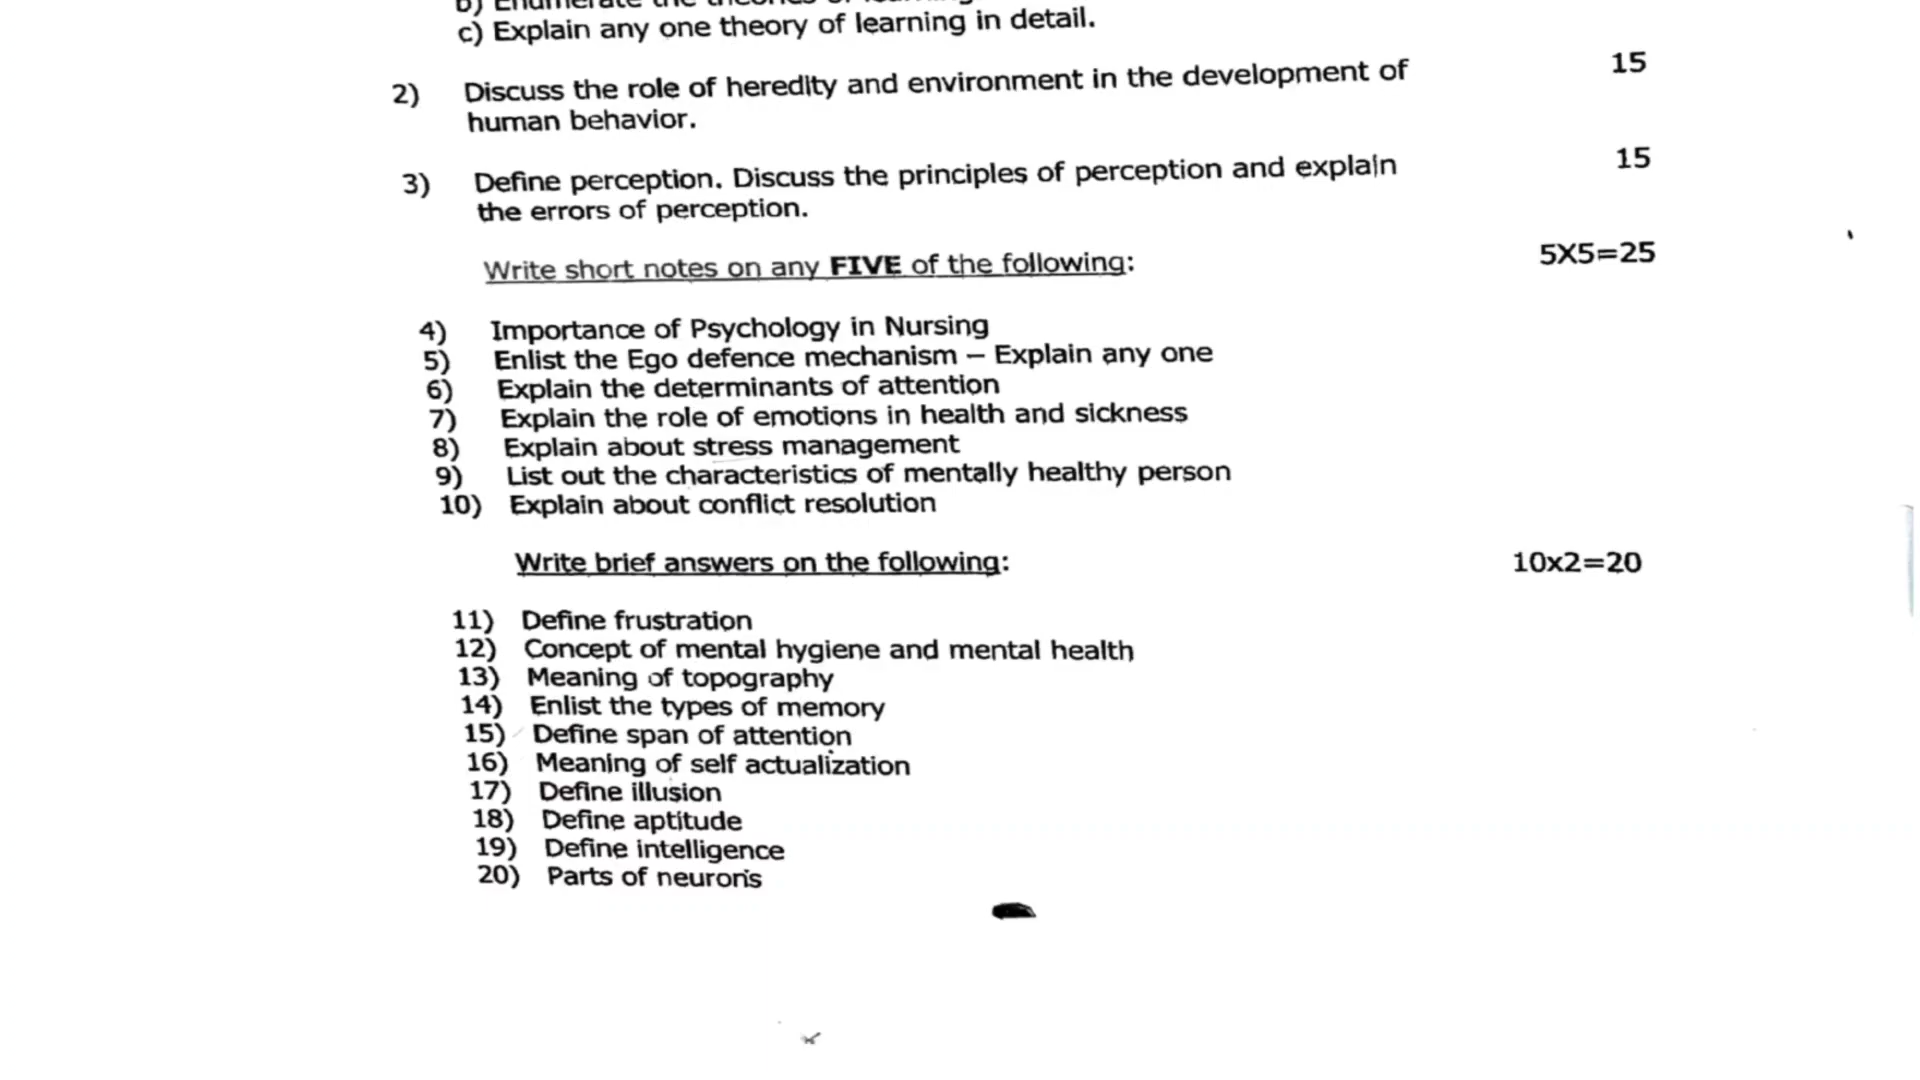 b) Enumerate the theories of learning
c) Explain any one theory of learning in detail.
2) Discuss the role of heredity and environment in the development of 15
human behavior.
3) Define perception. Discuss the principles of perception and explain 15
the errors of perception.
Write short notes on any FIVE of the following: 5X5=25
4) Importance of Psychology in Nursing
5) Enlist the Ego defence mechanism – Explain any one
6) Explain the determinants of attention
7) Explain the role of emotions in health and sickness
8) Explain about stress management
9) List out the characteristics of mentally healthy person
10) Explain about conflict resolution
Write brief answers on the following: 10x2=20
11) Define frustration
12) Concept of mental hygiene and mental health
13) Meaning of topography
14) Enlist the types of memory
15) Define span of attention
16) Meaning of self actualization
17) Define illusion
18) Define aptitude
19) Define intelligence
20) Parts of neurons